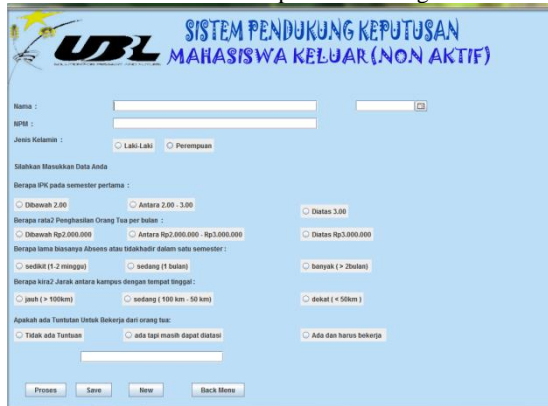 SISTEM PENDUKUNG KEPUTUSAN
UBL MAHASISWA KELUAR (NON AKTIF)
Nama :
NPM :
Jenis Kelamin :
Laki-Laki Perempuan
Silahkan Masukkan Data Anda
Berapa IPK pada semester pertama :
Dibawah 2.00 Antara 2.00 - 3.00 Diatas 3.00
Berapa rata2 Penghasilan Orang Tua per bulan :
Dibawah Rp2.000.000 Antara Rp2.000.000 - Rp3.000.000 Diatas Rp3.000.000
Berapa lama biasanya Absons atau tidakhadir dalam satu semester :
sedikit (1-2 minggu) sedang (1 bulan) banyak ( > 2bulan)
Berapa kira2 Jarak antara kampus dengan tempat tinggal :
jauh ( > 100km) sedang ( 100 km - 50 km) dekat ( < 50km )
Apakah ada Tuntutan Untuk Bekerja dari orang tua:
Tidak ada Tuntuan ada tapi masih dapat diatasi Ada dan harus bekerja
Proses Save New Back Menu